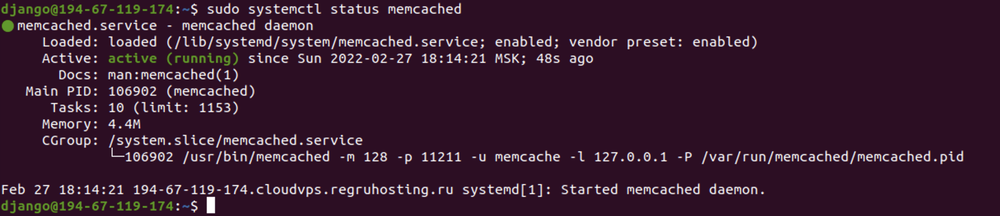 django@194-67-119-174:~$ sudo systemctl status memcached
● memcached.service - memcached daemon
Loaded: loaded (/lib/systemd/system/memcached.service; enabled; vendor preset: enabled)
Active: active (running) since Sun 2022-02-27 18:14:21 MSK; 48s ago
Docs: man:memcached(1)
Main PID: 106902 (memcached)
Tasks: 10 (limit: 1153)
Memory: 4.4M
CGroup: /system.slice/memcached.service
└─106902 /usr/bin/memcached -m 128 -p 11211 -u memcache -l 127.0.0.1 -P /var/run/memcached/memcached.pid
Feb 27 18:14:21 194-67-119-174.cloudvps.regruhosting.ru systemd[1]: Started memcached daemon.
django@194-67-119-174:~$